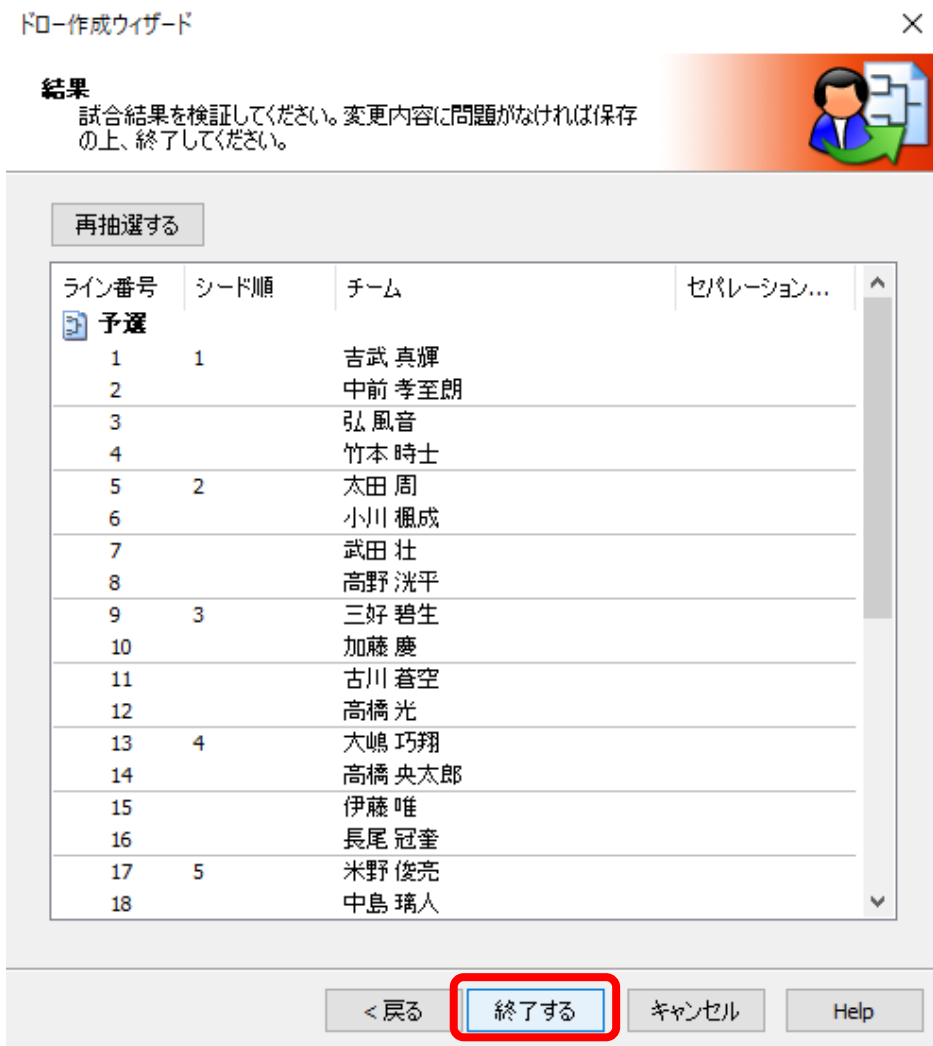 ドロー作成ウィザード
結果
試合結果を検証してください。変更内容に問題がなければ保存
の上、終了してください。
再抽選する
ライン番号 シード順 チーム セパレーション...
予選
1 1 吉武 真輝
2 中前 孝至朗
3 弘 風音
4 竹本 時士
5 2 太田 周
6 小川 楓成
7 武田 壮
8 高野 洸平
9 3 三好 碧生
10 加藤 慶
11 古川 蒼空
12 高橋 光
13 4 大嶋 巧翔
14 高橋 央太郎
15 伊藤 唯
16 長尾 冠奎
17 5 米野 俊亮
18 中島 璃人
< 戻る 終了する キャンセル Help